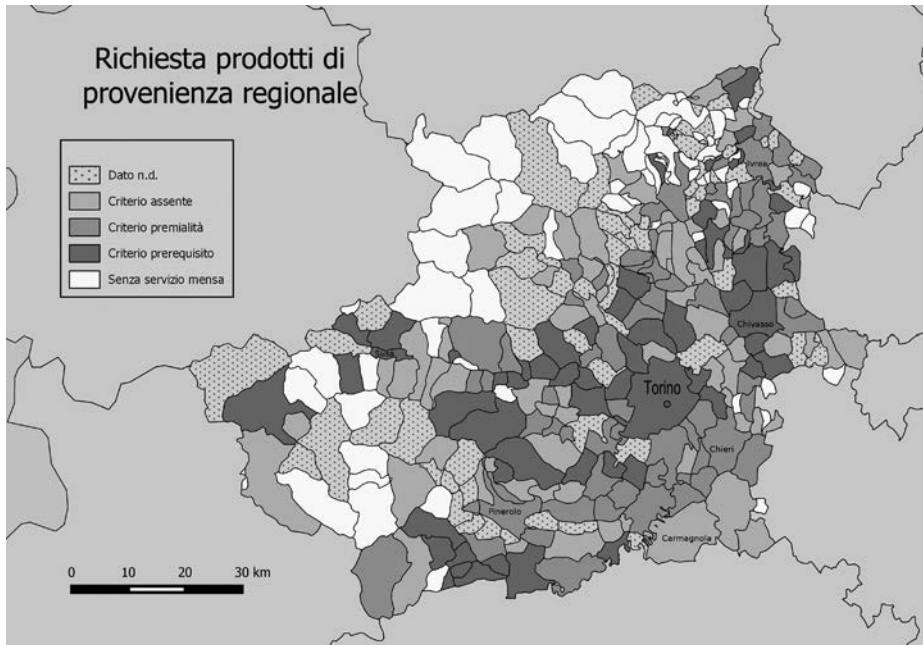 Richiesta prodotti di
provenienza regionale
Dato n.d.
Criterio assente
Criterio premialità
Criterio prerequisito
Senza servizio mensa
Ivrea
Chivasso
Susa
Torino
Chieri
Pinerolo
Carmagnola
0 10 20 30 km